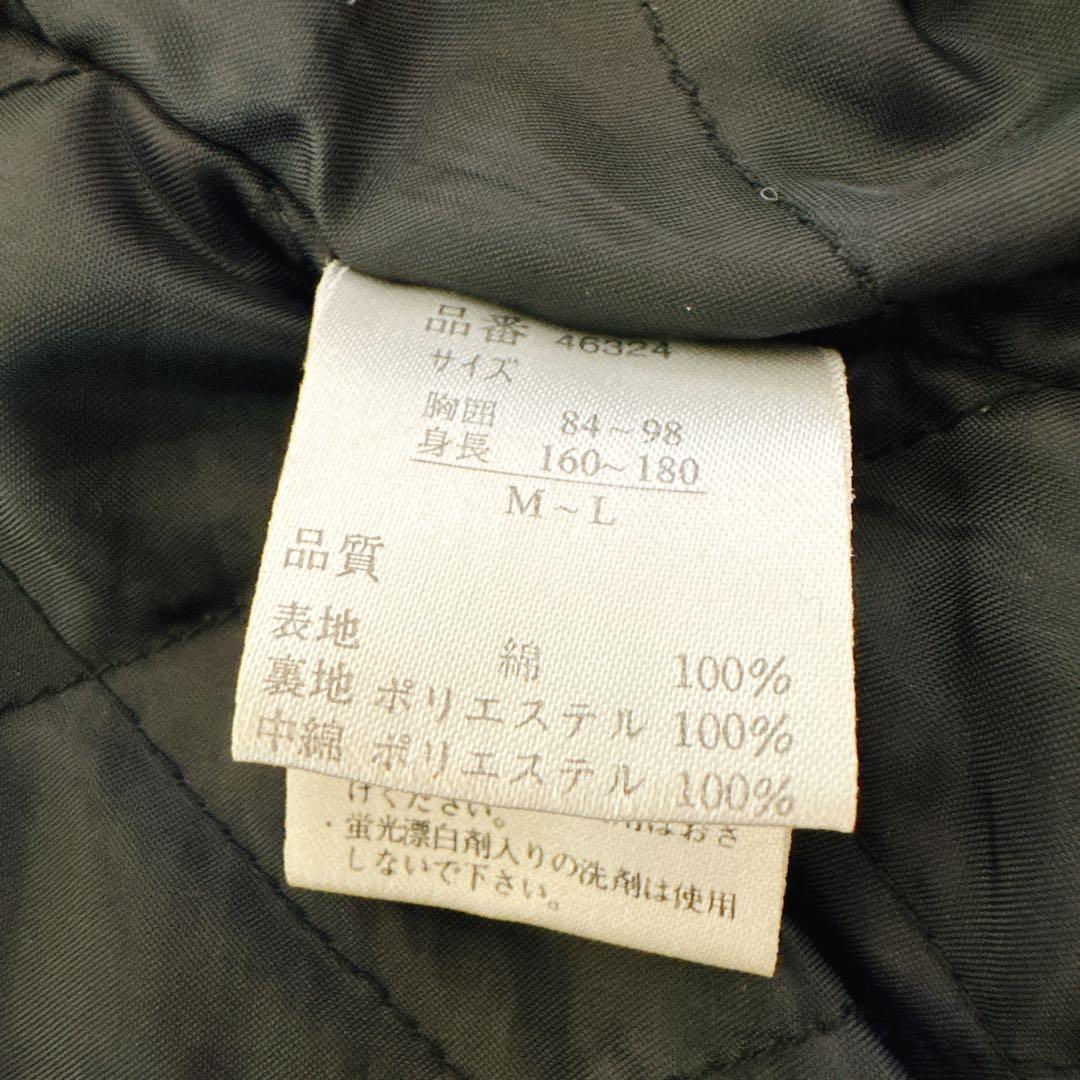 品番 46324
サイズ
胸囲 84~98
身長 160~180
M~L
品質
表地 綿 100%
裏地 ポリエステル 100%
中綿 ポリエステル 100%
けください。 はおさ
・蛍光漂白剤入りの洗剤は使用
しないで下さい。